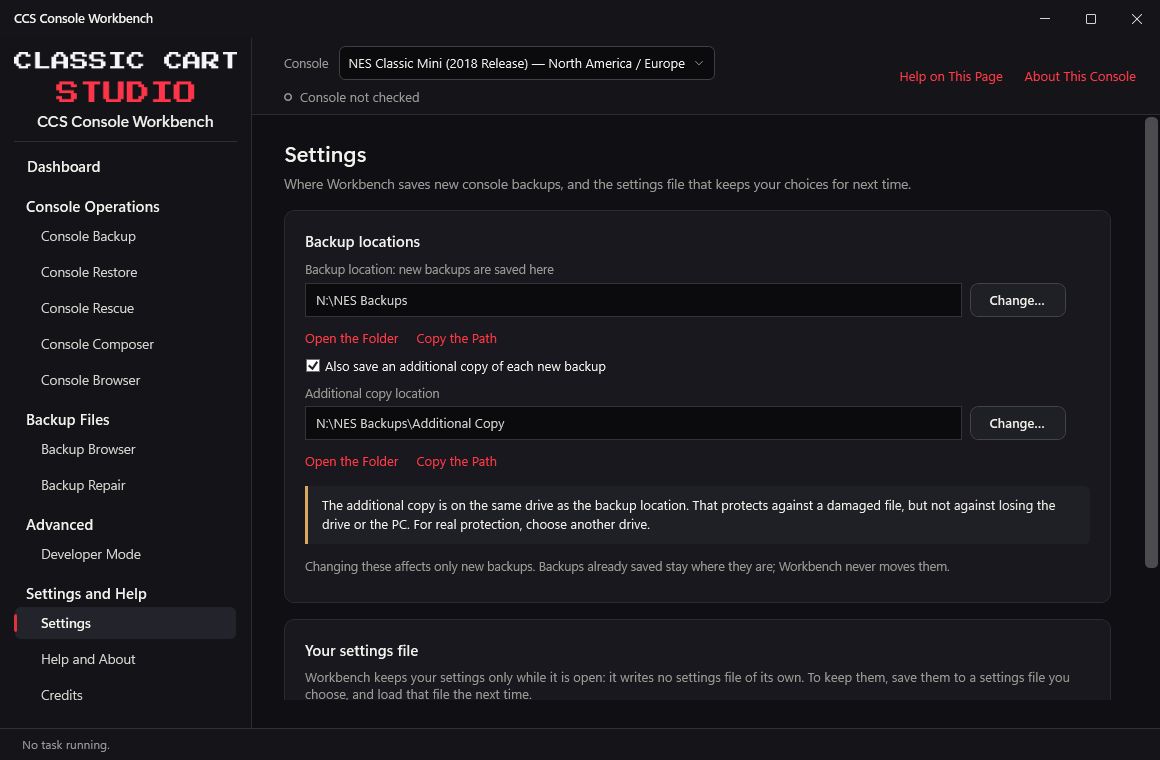 CCS Console Workbench
CLASSIC CART
STUDIO
CCS Console Workbench
Dashboard
Console Operations
Console Backup
Console Restore
Console Rescue
Console Composer
Console Browser
Backup Files
Backup Browser
Backup Repair
Advanced
Developer Mode
Settings and Help
Settings
Help and About
Credits
Console
NES Classic Mini (2018 Release) — North America / Europe
Console not checked
Help on This Page
About This Console
Settings
Where Workbench saves new console backups, and the settings file that keeps your choices for next time.
Backup locations
Backup location: new backups are saved here
N:\NES Backups
Change...
Open the Folder
Copy the Path
Also save an additional copy of each new backup
Additional copy location
N:\NES Backups\Additional Copy
Change...
Open the Folder
Copy the Path
The additional copy is on the same drive as the backup location. That protects against a damaged file, but not against losing the
drive or the PC. For real protection, choose another drive.
Changing these affects only new backups. Backups already saved stay where they are; Workbench never moves them.
Your settings file
Workbench keeps your settings only while it is open: it writes no settings file of its own. To keep them, save them to a settings file you
choose, and load that file the next time.
No task running.